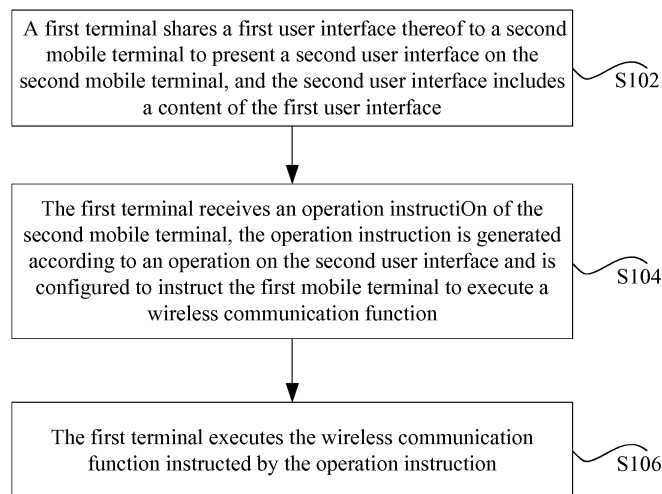 A first terminal shares a first user interface thereof to a second
mobile terminal to present a second user interface on the
second mobile terminal, and the second user interface includes
a content of the first user interface
S102
The first terminal receives an operation instructiOn of the
second mobile terminal, the operation instruction is generated
according to an operation on the second user interface and is
configured to instruct the first mobile terminal to execute a
wireless communication function
S104
The first terminal executes the wireless communication
function instructed by the operation instruction
S106